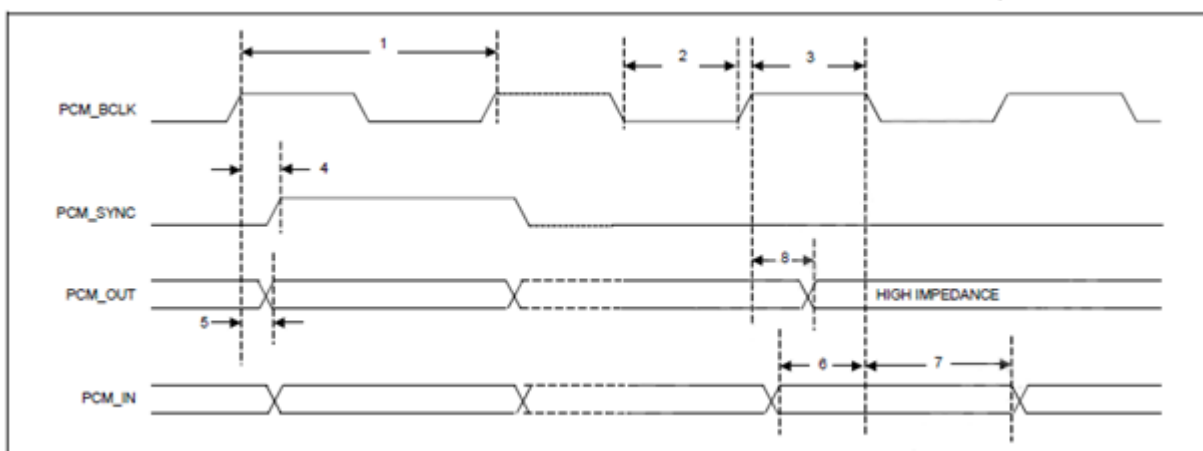 1
2
3
PCM_BCLK
4
PCM_SYNC
8
PCM_OUT
HIGH IMPEDANCE
5
6
7
PCM_IN